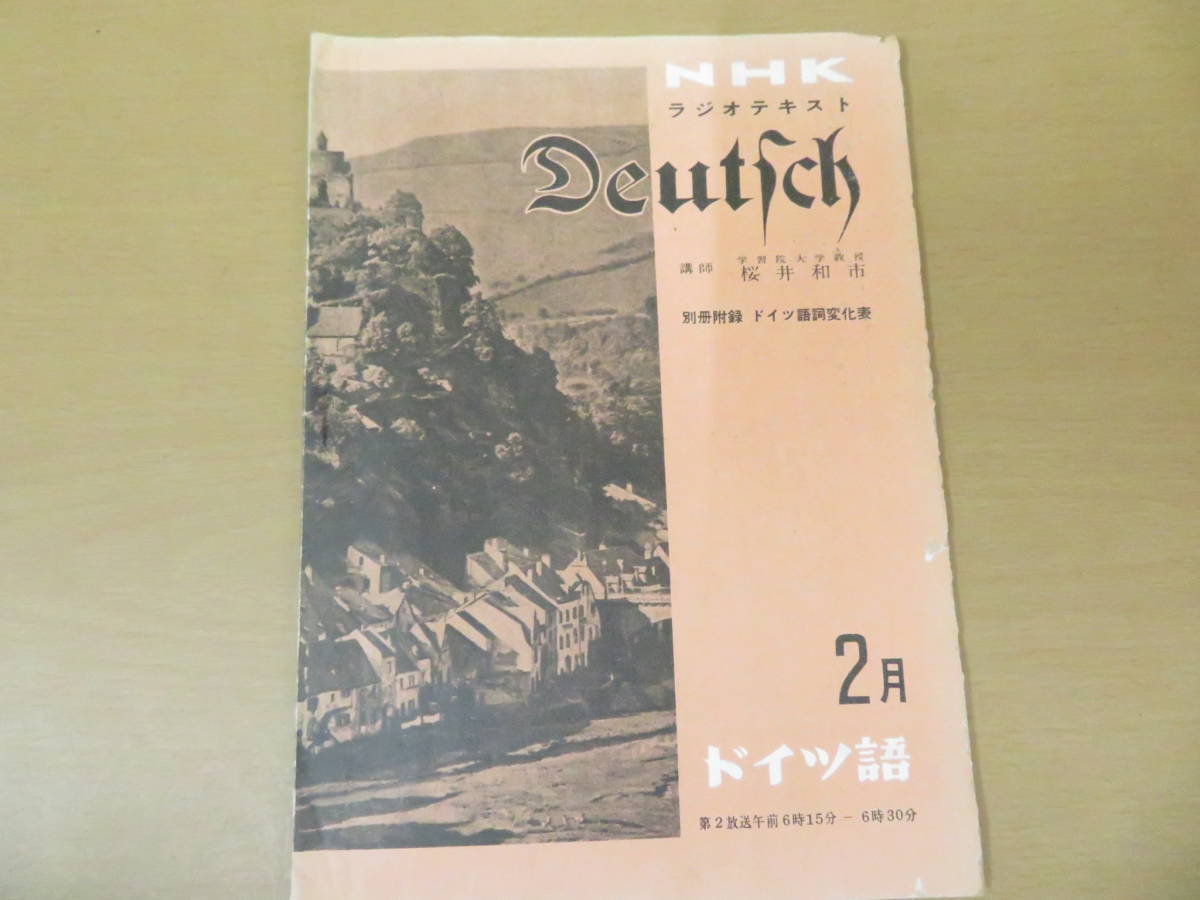 NHK
ラジオテキスト
Deutsch
学習院大学教授
講師 桜井和市
別冊附録 ドイツ語詞変化表
2月
ドイツ語
第2放送午前6時15分－6時30分